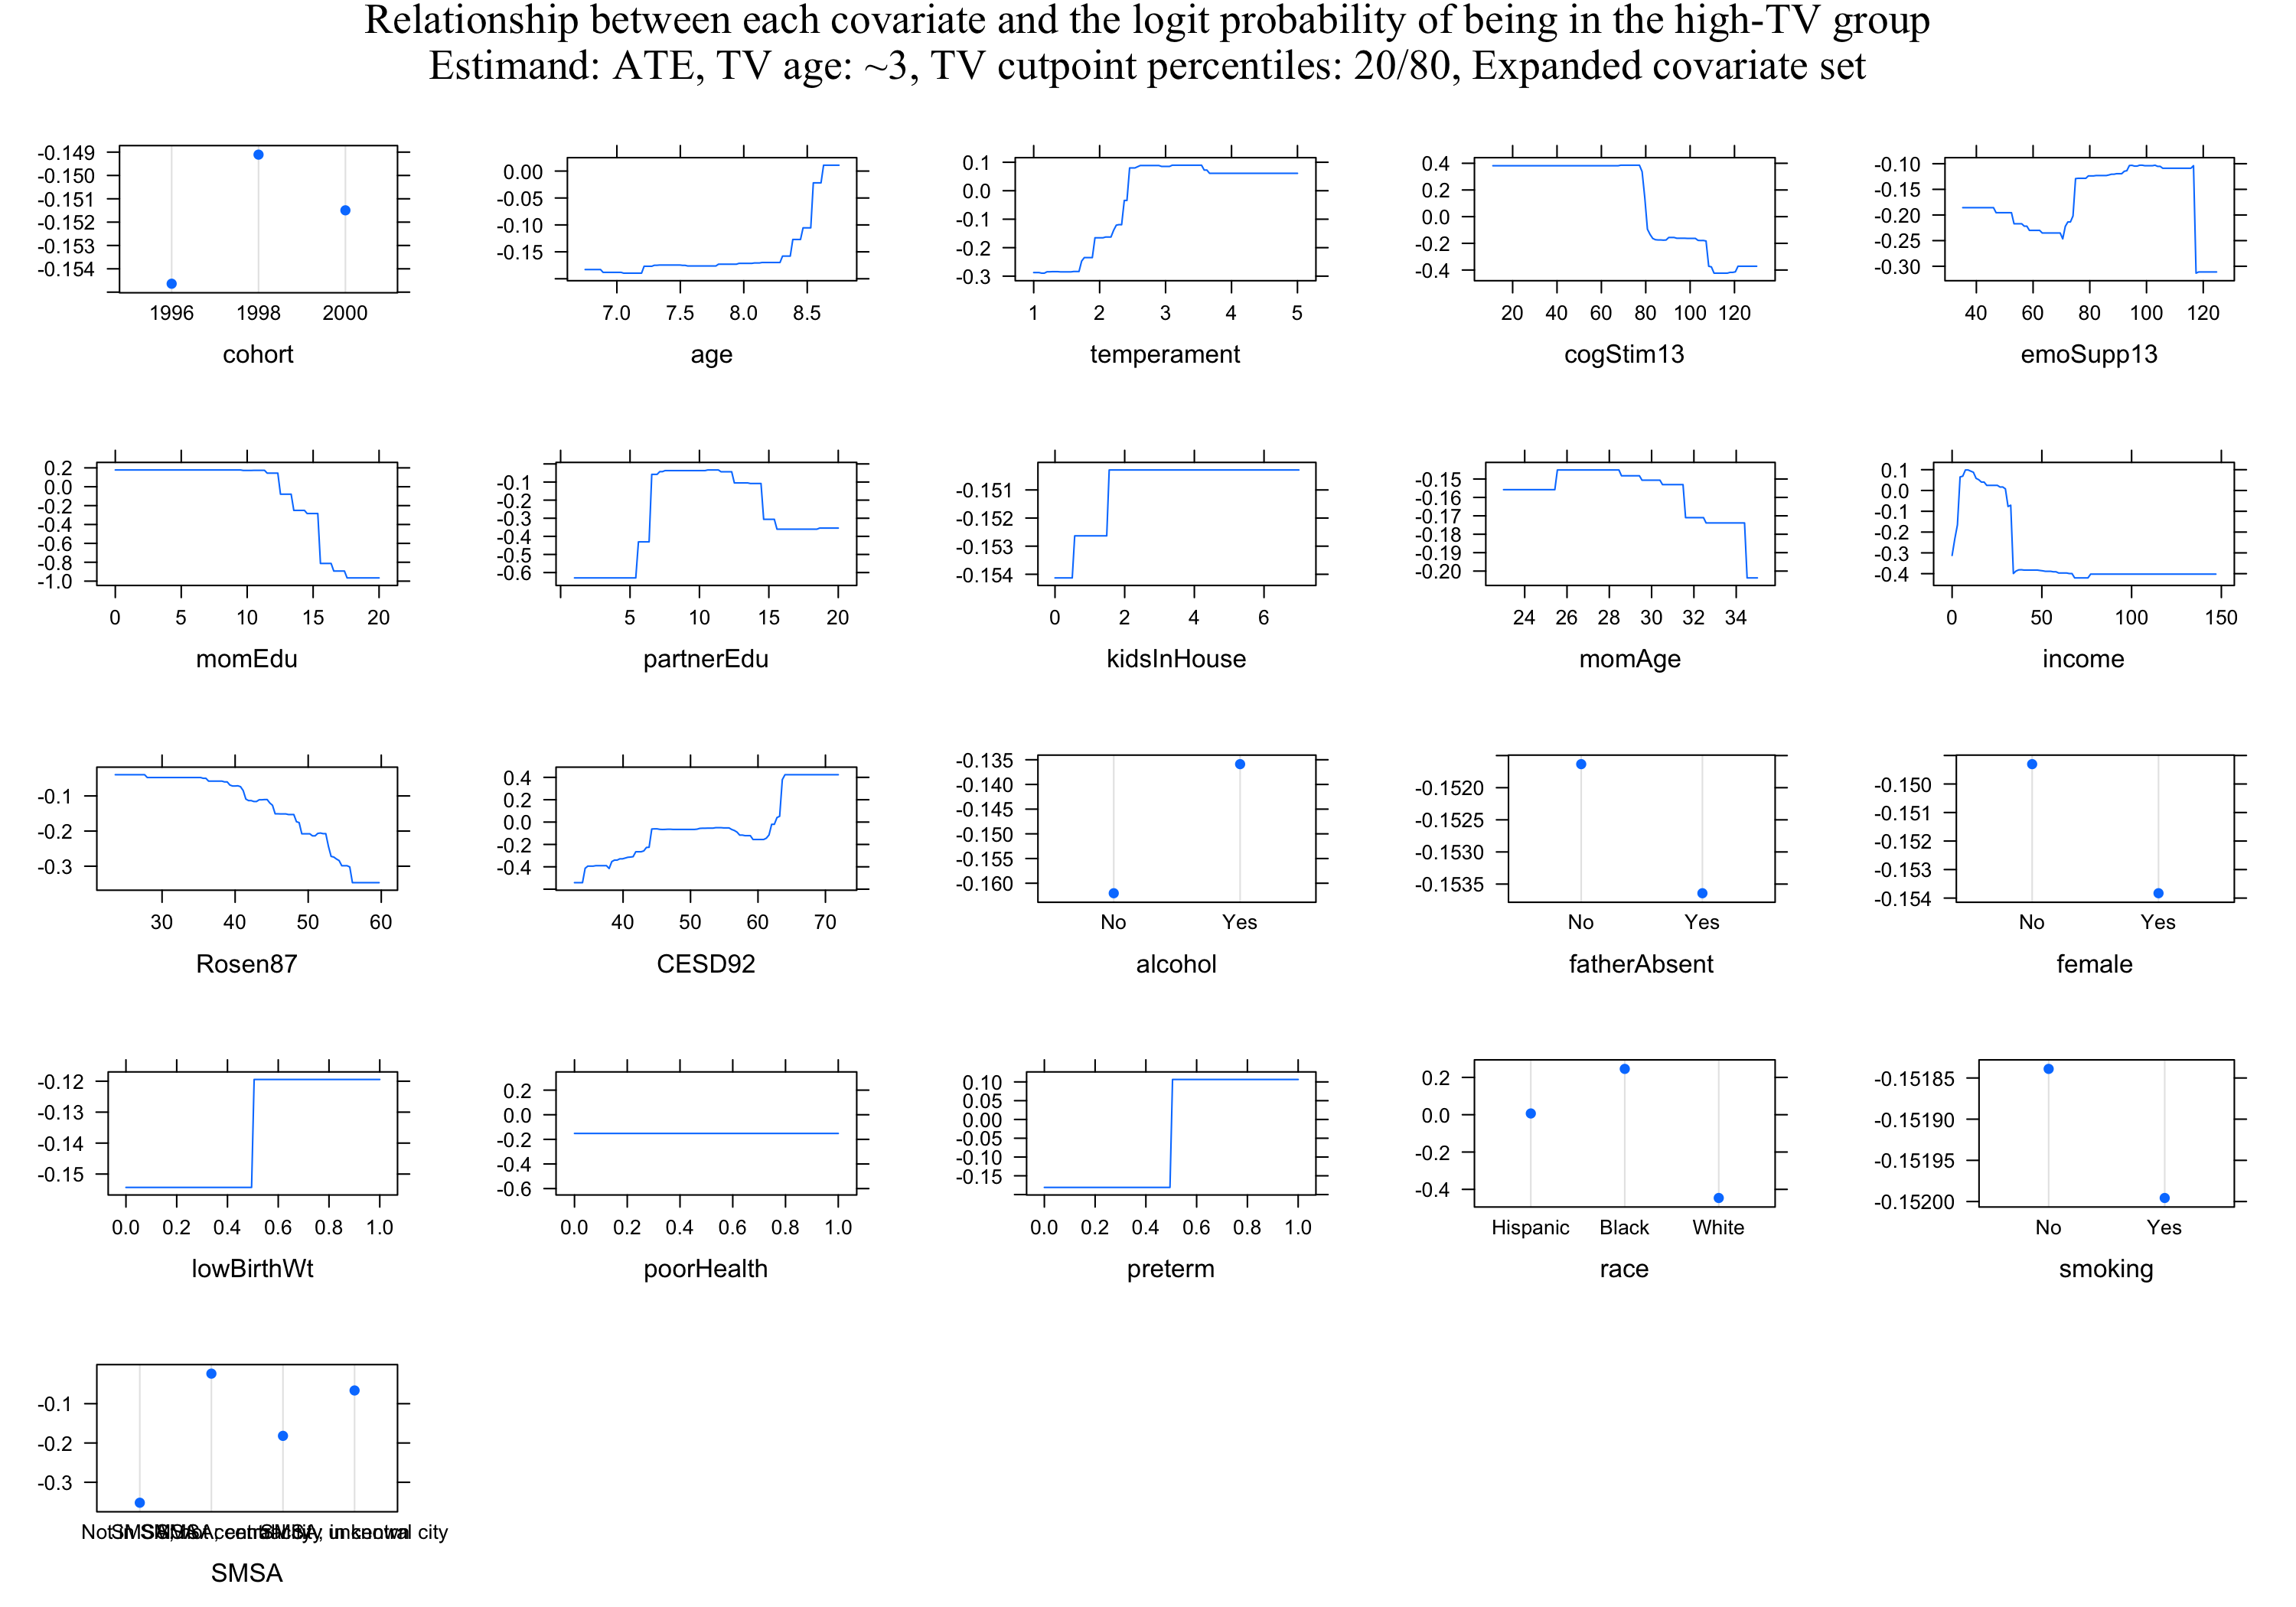 Relationship between each covariate and the logit probability of being in the high-TV group
Estimand: ATE, TV age: ~3, TV cutpoint percentiles: 20/80, Expanded covariate set
-0.149
-0.150
-0.151
-0.152
-0.153
-0.154
1996 1998 2000
cohort
0.00
-0.05
-0.10
-0.15
7.0 7.5 8.0 8.5
age
0.1
0.0
-0.1
-0.2
-0.3
1 2 3 4 5
temperament
0.4
0.2
0.0
-0.2
-0.4
20 40 60 80 100 120
cogStim13
-0.10
-0.15
-0.20
-0.25
-0.30
40 60 80 100 120
emoSupp13
0.2
0.0
-0.2
-0.4
-0.6
-0.8
-1.0
0 5 10 15 20
momEdu
-0.1
-0.2
-0.3
-0.4
-0.5
-0.6
5 10 15 20
partnerEdu
-0.151
-0.152
-0.153
-0.154
0 2 4 6
kidsInHouse
-0.15
-0.16
-0.17
-0.18
-0.19
-0.20
24 26 28 30 32 34
momAge
0.1
0.0
-0.1
-0.2
-0.3
-0.4
0 50 100 150
income
-0.1
-0.2
-0.3
30 40 50 60
Rosen87
0.4
0.2
0.0
-0.2
-0.4
40 50 60 70
CESD92
-0.135
-0.140
-0.145
-0.150
-0.155
-0.160
No Yes
alcohol
-0.1520
-0.1525
-0.1530
-0.1535
No Yes
fatherAbsent
-0.150
-0.151
-0.152
-0.153
-0.154
No Yes
female
-0.12
-0.13
-0.14
-0.15
0.0 0.2 0.4 0.6 0.8 1.0
lowBirthWt
0.2
0.0
-0.2
-0.4
-0.6
0.0 0.2 0.4 0.6 0.8 1.0
poorHealth
0.10
0.05
0.00
-0.05
-0.10
-0.15
0.0 0.2 0.4 0.6 0.8 1.0
preterm
0.2
0.0
-0.2
-0.4
Hispanic Black White
race
-0.15185
-0.15190
-0.15195
-0.15200
No Yes
smoking
-0.1
-0.2
-0.3
city
SMSA